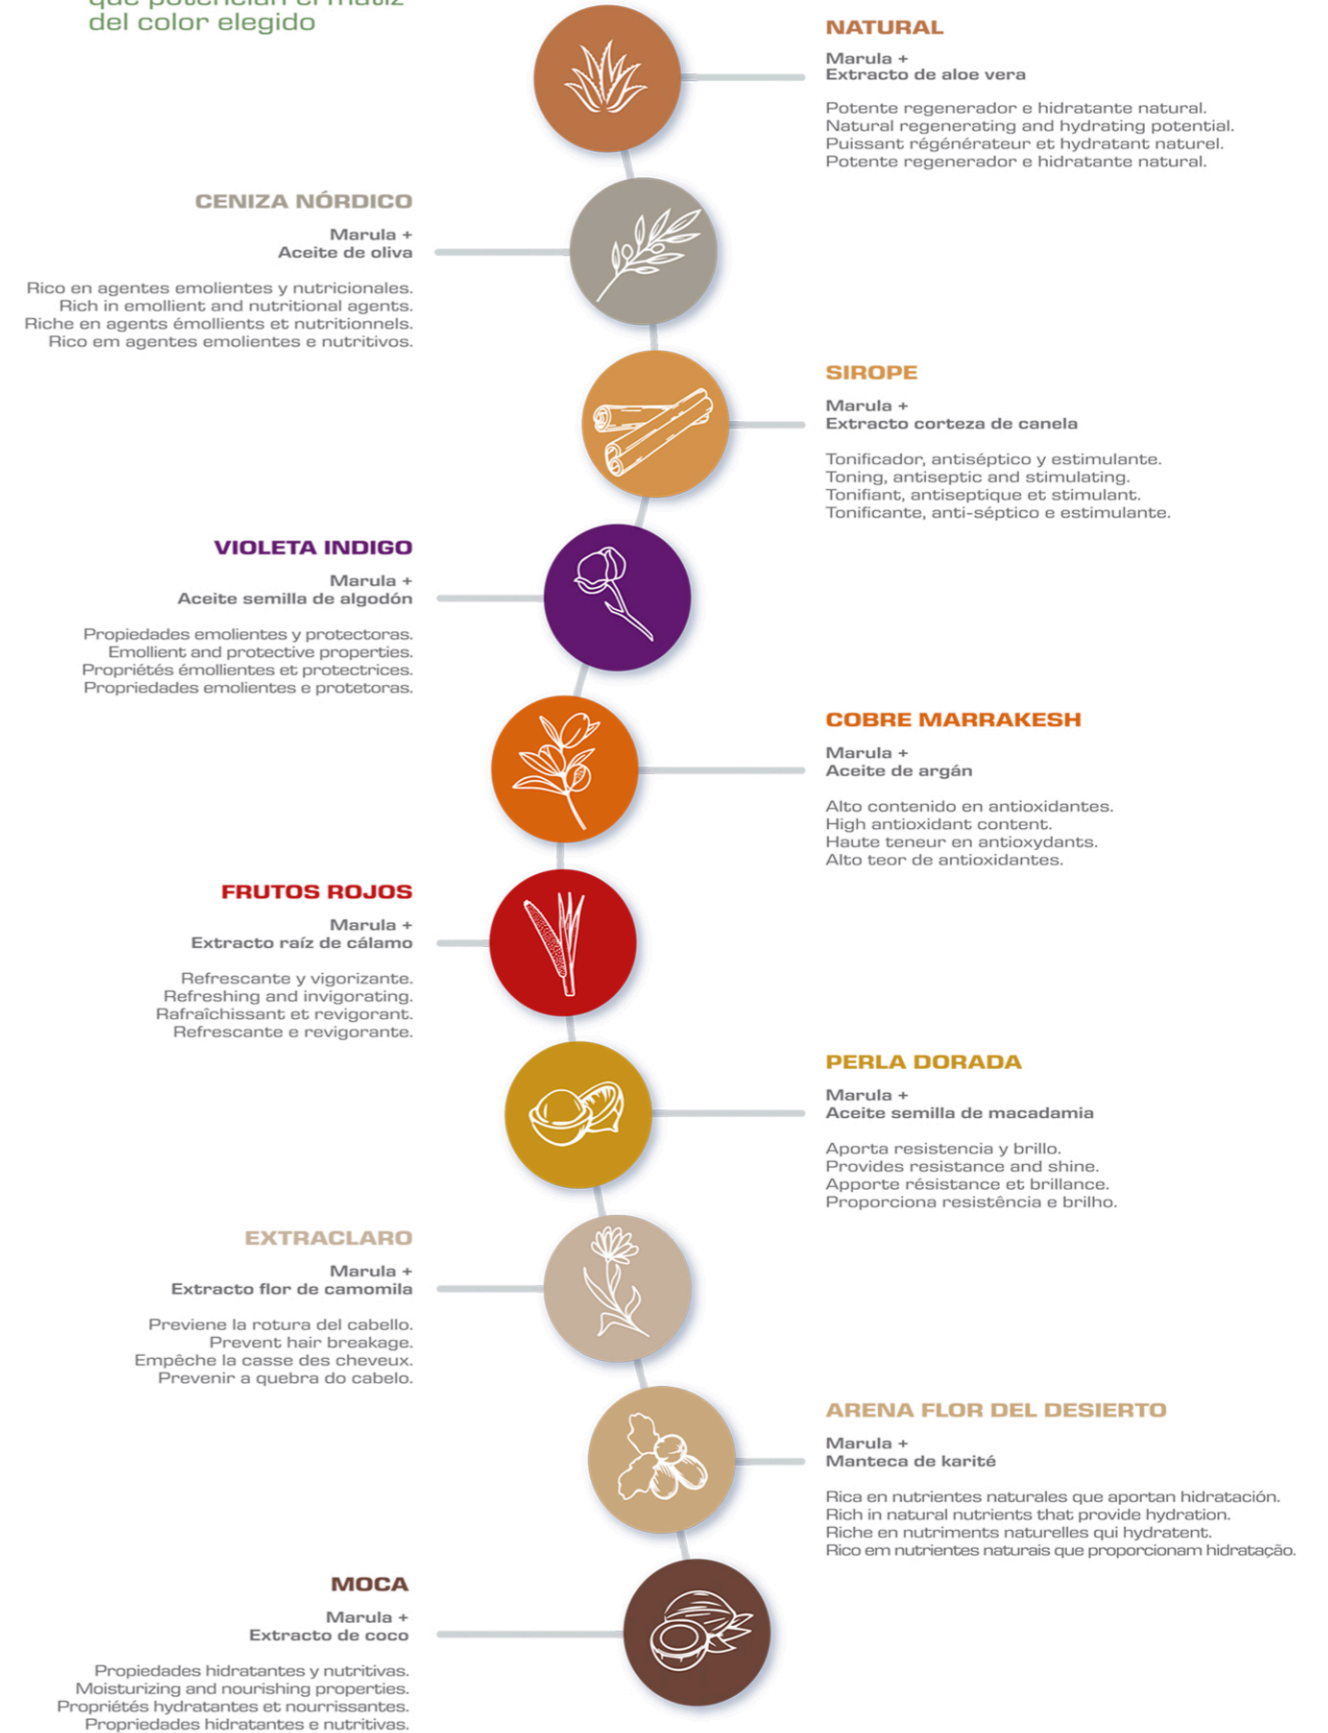 que potencian el matiz
del color elegido
NATURAL
Marula +
Extracto de aloe vera
Potente regenerador e hidratante natural.
Natural regenerating and hydrating potential.
Puissant régénérateur et hydratant naturel.
Potente regenerador e hidratante natural.
CENIZA NÓRDICO
Marula +
Aceite de oliva
Rico en agentes emolientes y nutricionales.
Rich in emollient and nutritional agents.
Riche en agents émollients et nutritionnels.
Rico em agentes emolientes e nutritivos.
SIROPE
Marula +
Extracto corteza de canela
Tonificador, antiséptico y estimulante.
Toning, antiseptic and stimulating.
Tonifiant, antiseptique et stimulant.
Tonificante, anti-séptico e estimulante.
VIOLETA INDIGO
Marula +
Aceite semilla de algodón
Propiedades emolientes y protectoras.
Emollient and protective properties.
Propriétés émollientes et protectrices.
Propriedades emolientes e protetoras.
COBRE MARRAKESH
Marula +
Aceite de argán
Alto contenido en antioxidantes.
High antioxidant content.
Haute teneur en antioxydants.
Alto teor de antioxidantes.
FRUTOS ROJOS
Marula +
Extracto raíz de cálamo
Refrescante y vigorizante.
Refreshing and invigorating.
Rafraîchissant et revigorant.
Refrescante e revigorante.
PERLA DORADA
Marula +
Aceite semilla de macadamia
Aporta resistencia y brillo.
Provides resistance and shine.
Apporte résistance et brillance.
Proporciona resistência e brilho.
EXTRACLARO
Marula +
Extracto flor de camomila
Previene la rotura del cabello.
Prevent hair breakage.
Empêche la casse des cheveux.
Prevenir a quebra do cabelo.
ARENA FLOR DEL DESIERTO
Marula +
Manteca de karité
Rica en nutrientes naturales que aportan hidratación.
Rich in natural nutrients that provide hydration.
Riche en nutriments naturelles qui hydratent.
Rico em nutrientes naturais que proporcionam hidratação.
MOCA
Marula +
Extracto de coco
Propiedades hidratantes y nutritivas.
Moisturizing and nourishing properties.
Propriétés hydratantes et nourrissantes.
Propriedades hidratantes e nutritivas.